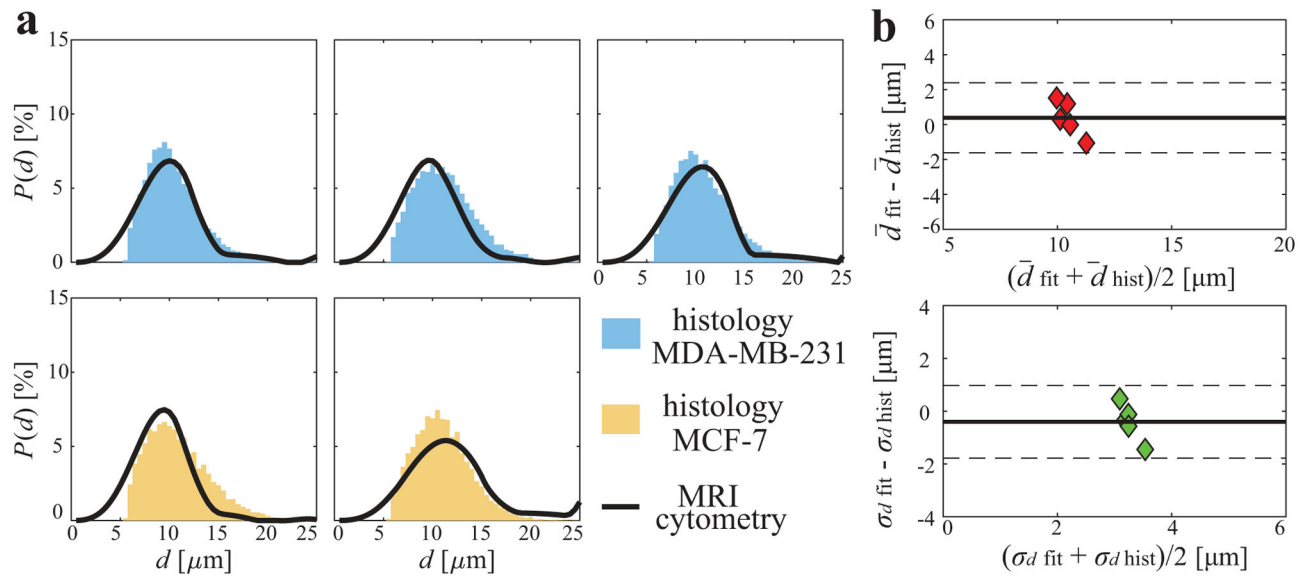 a
15
10
5
0
P(d) [%]
0 5 10 15 20 25
15
10
5
0
P(d) [%]
0 5 10 15 20 25
d [μm]
0 5 10 15 20 25
d [μm]
histology
MDA-MB-231
histology
MCF-7
MRI
cytometry
b
6
4
2
0
-2
-4
-6
d̄ fit - d̄ hist [μm]
5 10 15 20
(d̄ fit + d̄ hist)/2 [μm]
4
2
0
-2
-4
σd fit - σd hist [μm]
0 2 4 6
(σd fit + σd hist)/2 [μm]